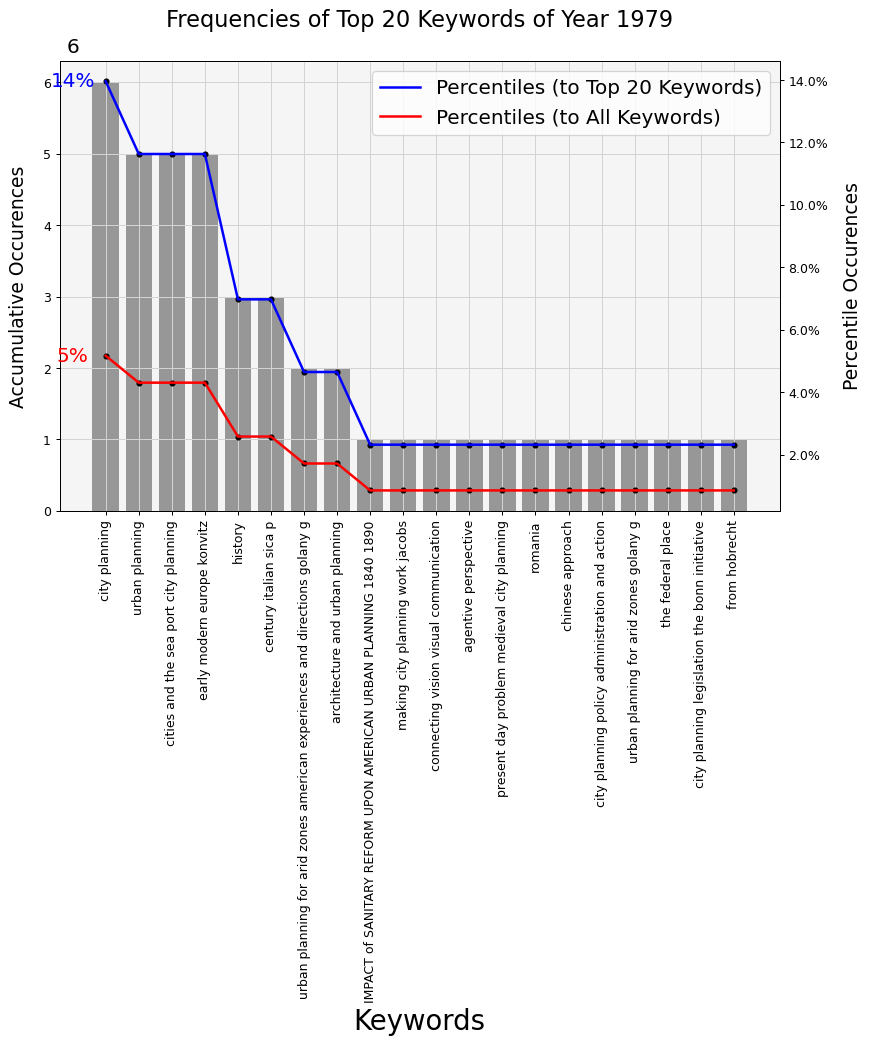 Frequencies of Top 20 Keywords of Year 1979
6
14%
5%
Percentiles (to Top 20 Keywords)
Percentiles (to All Keywords)
Accumulative Occurences
6
5
4
3
2
1
0
Percentile Occurences
14.0%
12.0%
10.0%
8.0%
6.0%
4.0%
2.0%
city planning
urban planning
cities and the sea port city planning
early modern europe konvitz
history
century italian sica p
urban planning for arid zones american experiences and directions golany g
architecture and urban planning
IMPACT of SANITARY REFORM UPON AMERICAN URBAN PLANNING 1840 1890
making city planning work jacobs
connecting vision visual communication
agentive perspective
present day problem medieval city planning
romania
chinese approach
city planning policy administration and action
urban planning for arid zones golany g
the federal place
city planning legislation the bonn initiative
from hobrecht
Keywords